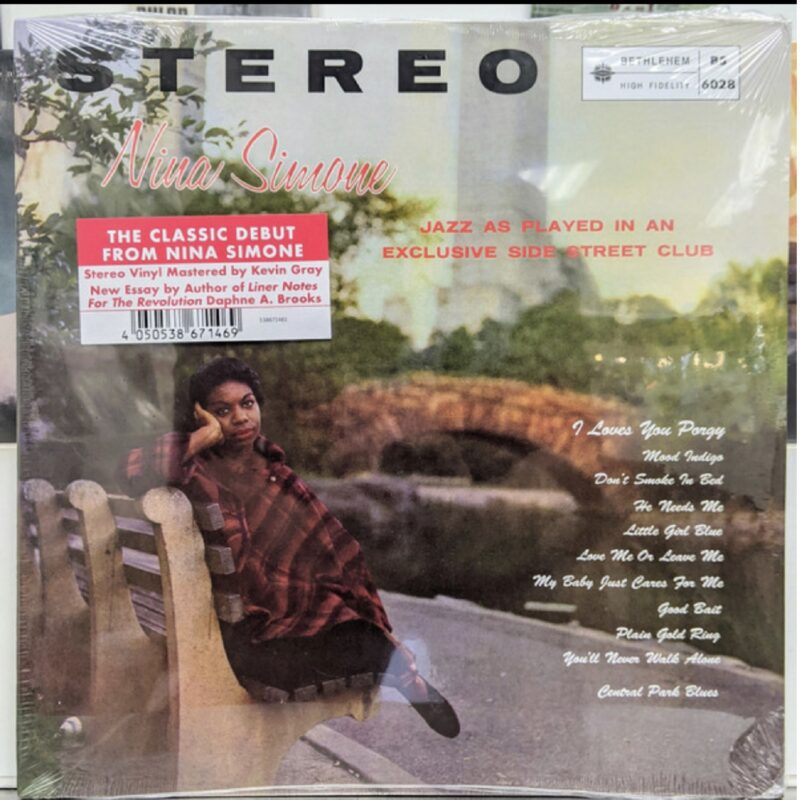 STEREO
BETHLEHEM BS
HIGH FIDELITY 6028
Nina Simone
JAZZ AS PLAYED IN AN
EXCLUSIVE SIDE STREET CLUB
THE CLASSIC DEBUT
FROM NINA SIMONE
Stereo Vinyl Mastered by Kevin Gray
New Essay by Author of Liner Notes
For The Revolution Daphne A. Brooks
4 050538 671469
I Loves You Porgy
Mood Indigo
Don't Smoke In Bed
He Needs Me
Little Girl Blue
Love Me Or Leave Me
My Baby Just Cares For Me
Good Bait
Plain Gold Ring
You'll Never Walk Alone
Central Park Blues